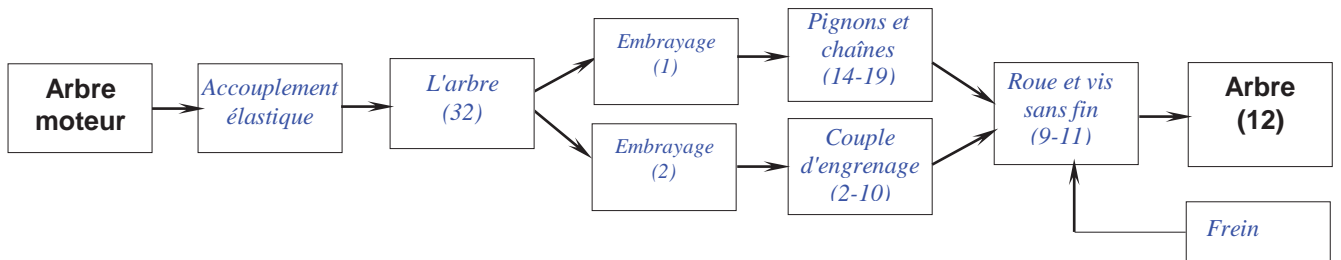 Arbre
moteur
Accouplement
élastique
L'arbre
(32)
Embrayage
(1)
Embrayage
(2)
Pignons et
chaînes
(14-19)
Couple
d'engrenage
(2-10)
Roue et vis
sans fin
(9-11)
Arbre
(12)
Frein